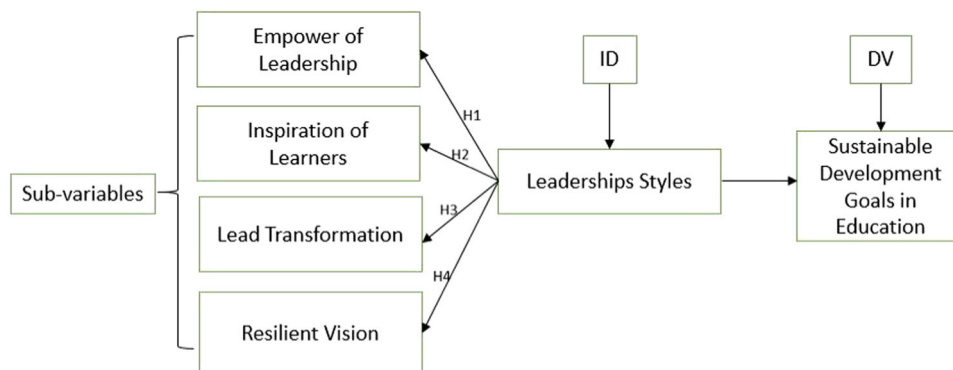 Sub-variables
Empower of
Leadership
Inspiration of
Learners
Lead Transformation
Resilient Vision
H1
H2
H3
H4
ID
Leaderships Styles
DV
Sustainable
Development
Goals in
Education